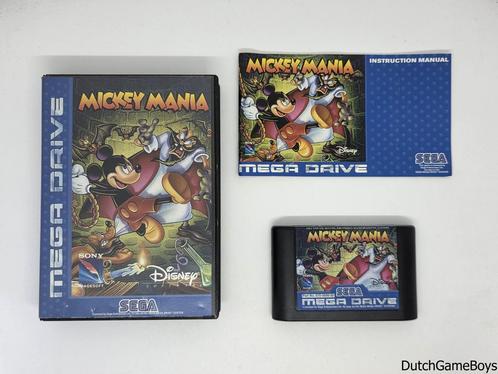 MEGA DRIVE
MICKEY MANIA
SONY
IMAGESOFT
Disney
SEGA
MICKEY MANIA
INSTRUCTION MANUAL
Disney
MEGA DRIVE
SEGA
MICKEY MANIA
SEGA
MEGA DRIVE
DutchGameBoys